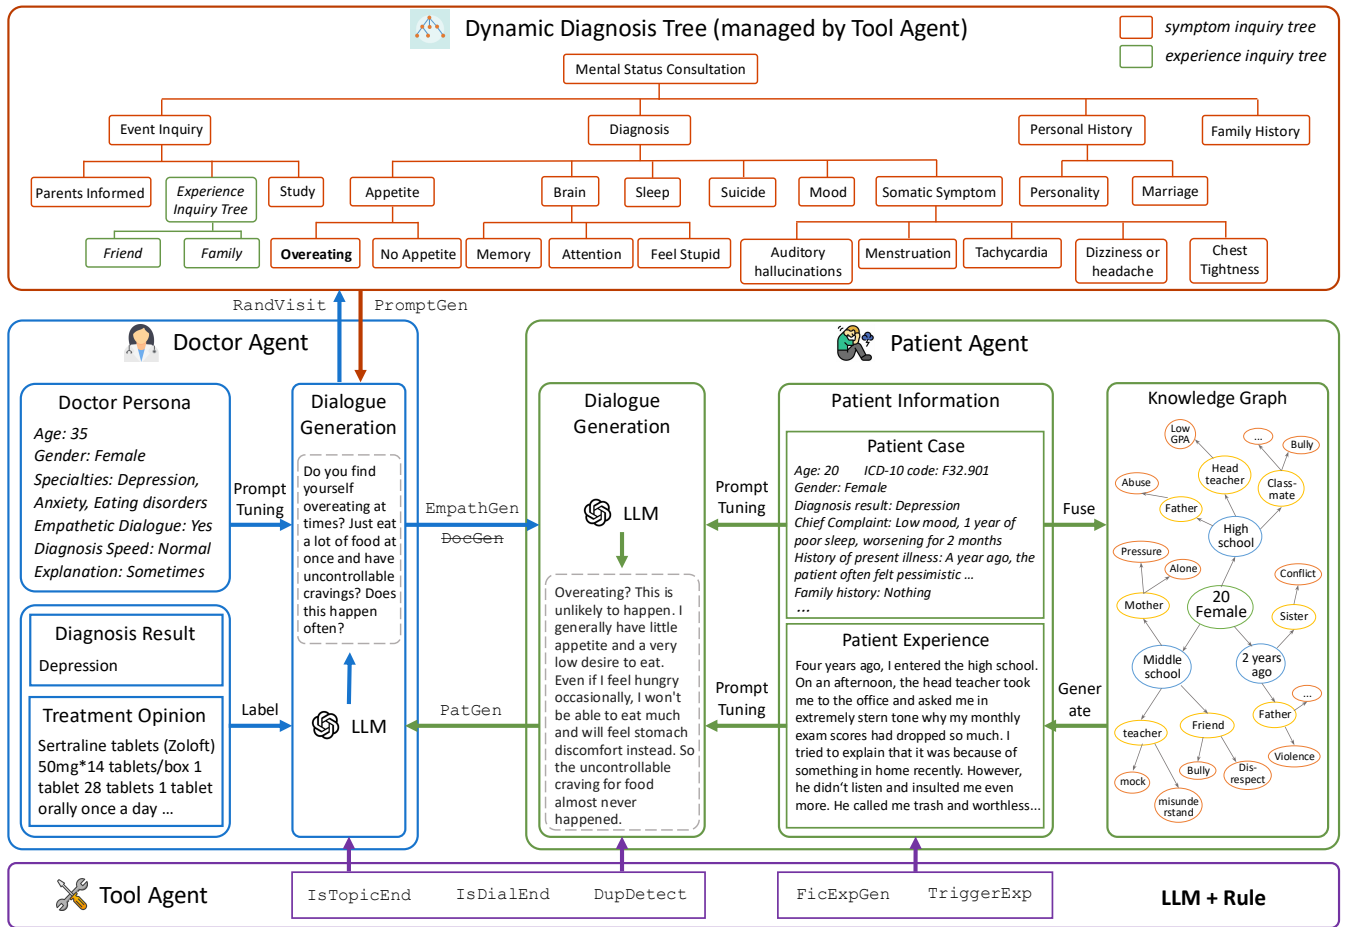 Dynamic Diagnosis Tree (managed by Tool Agent)
symptom inquiry tree
experience inquiry tree
Mental Status Consultation
Event Inquiry
Diagnosis
Personal History
Family History
Parents Informed
Experience
Inquiry Tree
Study
Appetite
Brain
Sleep
Suicide
Mood
Somatic Symptom
Personality
Marriage
Friend
Family
Overeating
No Appetite
Memory
Attention
Feel Stupid
Auditory
hallucinations
Menstruation
Tachycardia
Dizziness or
headache
Chest
Tightness
RandVisit
PromptGen
Doctor Agent
Doctor Persona
Age: 35
Gender: Female
Specialties: Depression,
Anxiety, Eating disorders
Empathetic Dialogue: Yes
Diagnosis Speed: Normal
Explanation: Sometimes
Diagnosis Result
Depression
Treatment Opinion
Sertraline tablets (Zoloft)
50mg*14 tablets/box 1
tablet 28 tablets 1 tablet
orally once a day ...
Prompt
Tuning
Label
Dialogue
Generation
Do you find
yourself
overeating at
times? Just eat
a lot of food at
once and have
uncontrollable
cravings? Does
this happen
often?
LLM
EmpathGen
DocGen
PatGen
Patient Agent
Dialogue
Generation
LLM
Overeating? This is
unlikely to happen. I
generally have little
appetite and a very
low desire to eat.
Even if I feel hungry
occasionally, I won't
be able to eat much
and will feel stomach
discomfort instead. So
the uncontrollable
craving for food
almost never
happened.
Prompt
Tuning
Prompt
Tuning
Patient Information
Patient Case
Age: 20 ICD-10 code: F32.901
Gender: Female
Diagnosis result: Depression
Chief Complaint: Low mood, 1 year of
poor sleep, worsening for 2 months
History of present illness: A year ago, the
patient often felt pessimistic ...
Family history: Nothing
...
Patient Experience
Four years ago, I entered the high school.
On an afternoon, the head teacher took
me to the office and asked me in
extremely stern tone why my monthly
exam scores had dropped so much. I
tried to explain that it was because of
something in home recently. However,
he didn't listen and insulted me even
more. He called me trash and worthless...
Fuse
Gener
ate
Knowledge Graph
Low
GPA
...
Bully
Head
teacher
Class-
mate
Abuse
Father
High
school
Pressure
Alone
Conflict
Mother
20
Female
Sister
Middle
school
2 years
ago
...
teacher
Friend
Father
Violence
mock
Bully
Dis-
respect
misunde
rstand
Tool Agent
IsTopicEnd
IsDialEnd
DupDetect
FicExpGen
TriggerExp
LLM + Rule